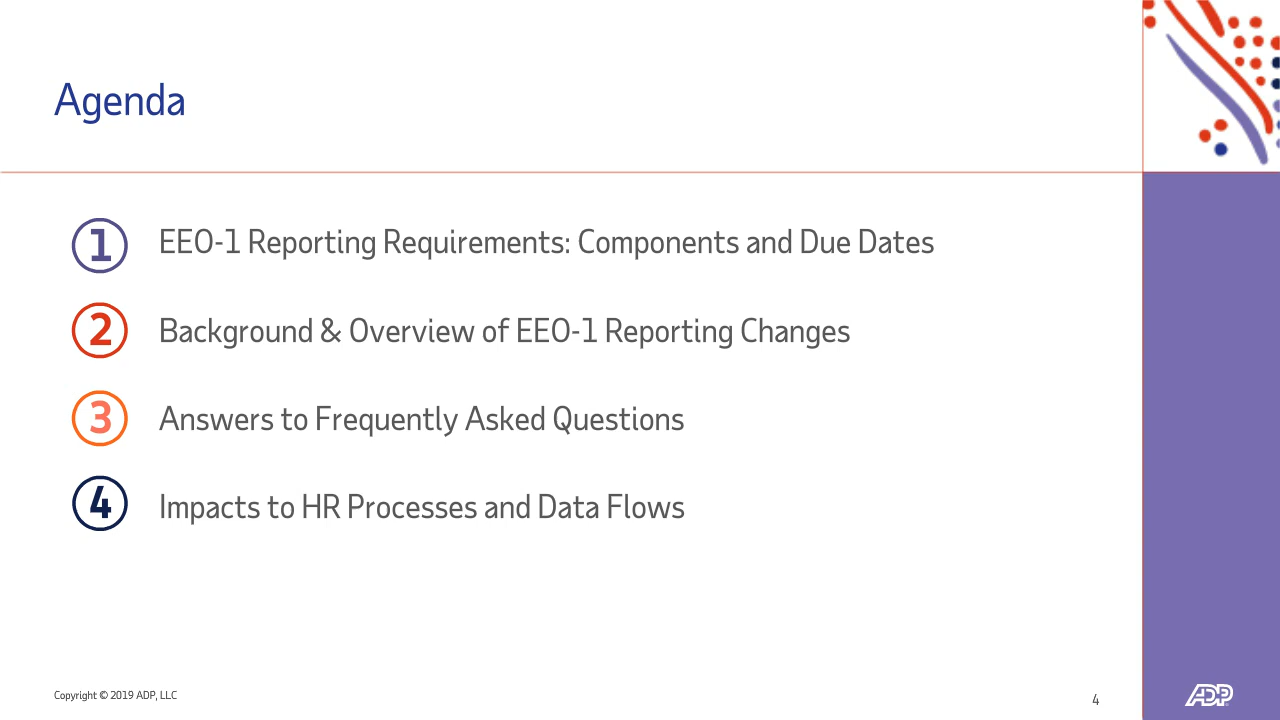 Agenda
1 EEO-1 Reporting Requirements: Components and Due Dates
2 Background & Overview of EEO-1 Reporting Changes
3 Answers to Frequently Asked Questions
4 Impacts to HR Processes and Data Flows
Copyright © 2019 ADP, LLC
4
ADP